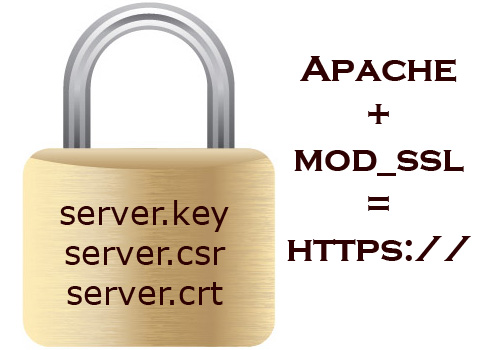 server.key
server.csr
server.crt
Apache
+
mod_ssl
=
https://